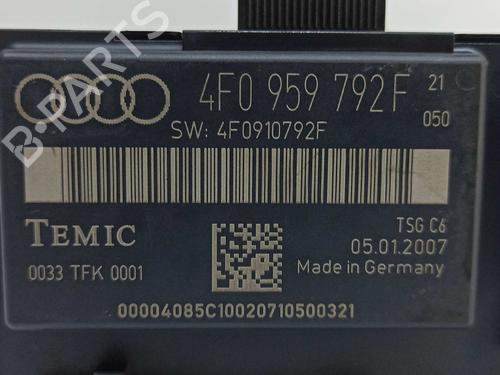 B-PARTS
4F0 959 792F 21
050
SW: 4F0910792F
TEMIC
TSG C6
05.01.2007
0033 TFK 0001
Made in Germany
00004085C10020710500321